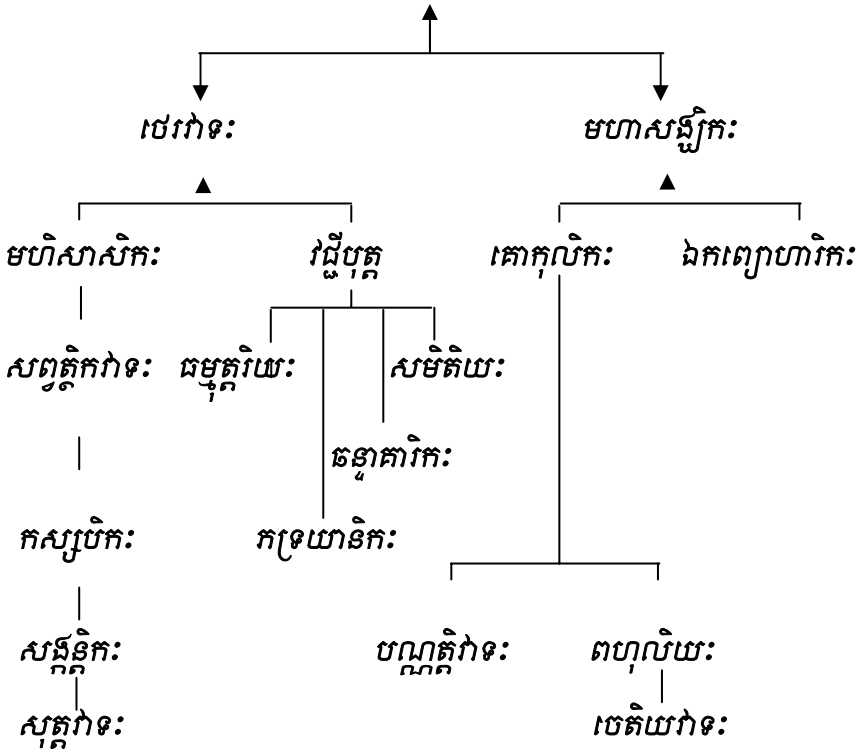 ថេរវាទៈ មហាសង្ឃិកៈ
មហិសាសិកៈ វជ្ជីបុត្ត គោកុលិកៈ ឯកព្យោហារិកៈ
សព្វត្ថិកវាទៈ ធម្មុត្តរិយៈ សមិតិយៈ
ធន្ទាគារិកៈ
កស្សបិកៈ ភទ្រយានិកៈ
សង្កន្តិកៈ បណ្ណត្តិវាទៈ ពហុលិយៈ
សុត្តវាទៈ ចេតិយវាទៈ